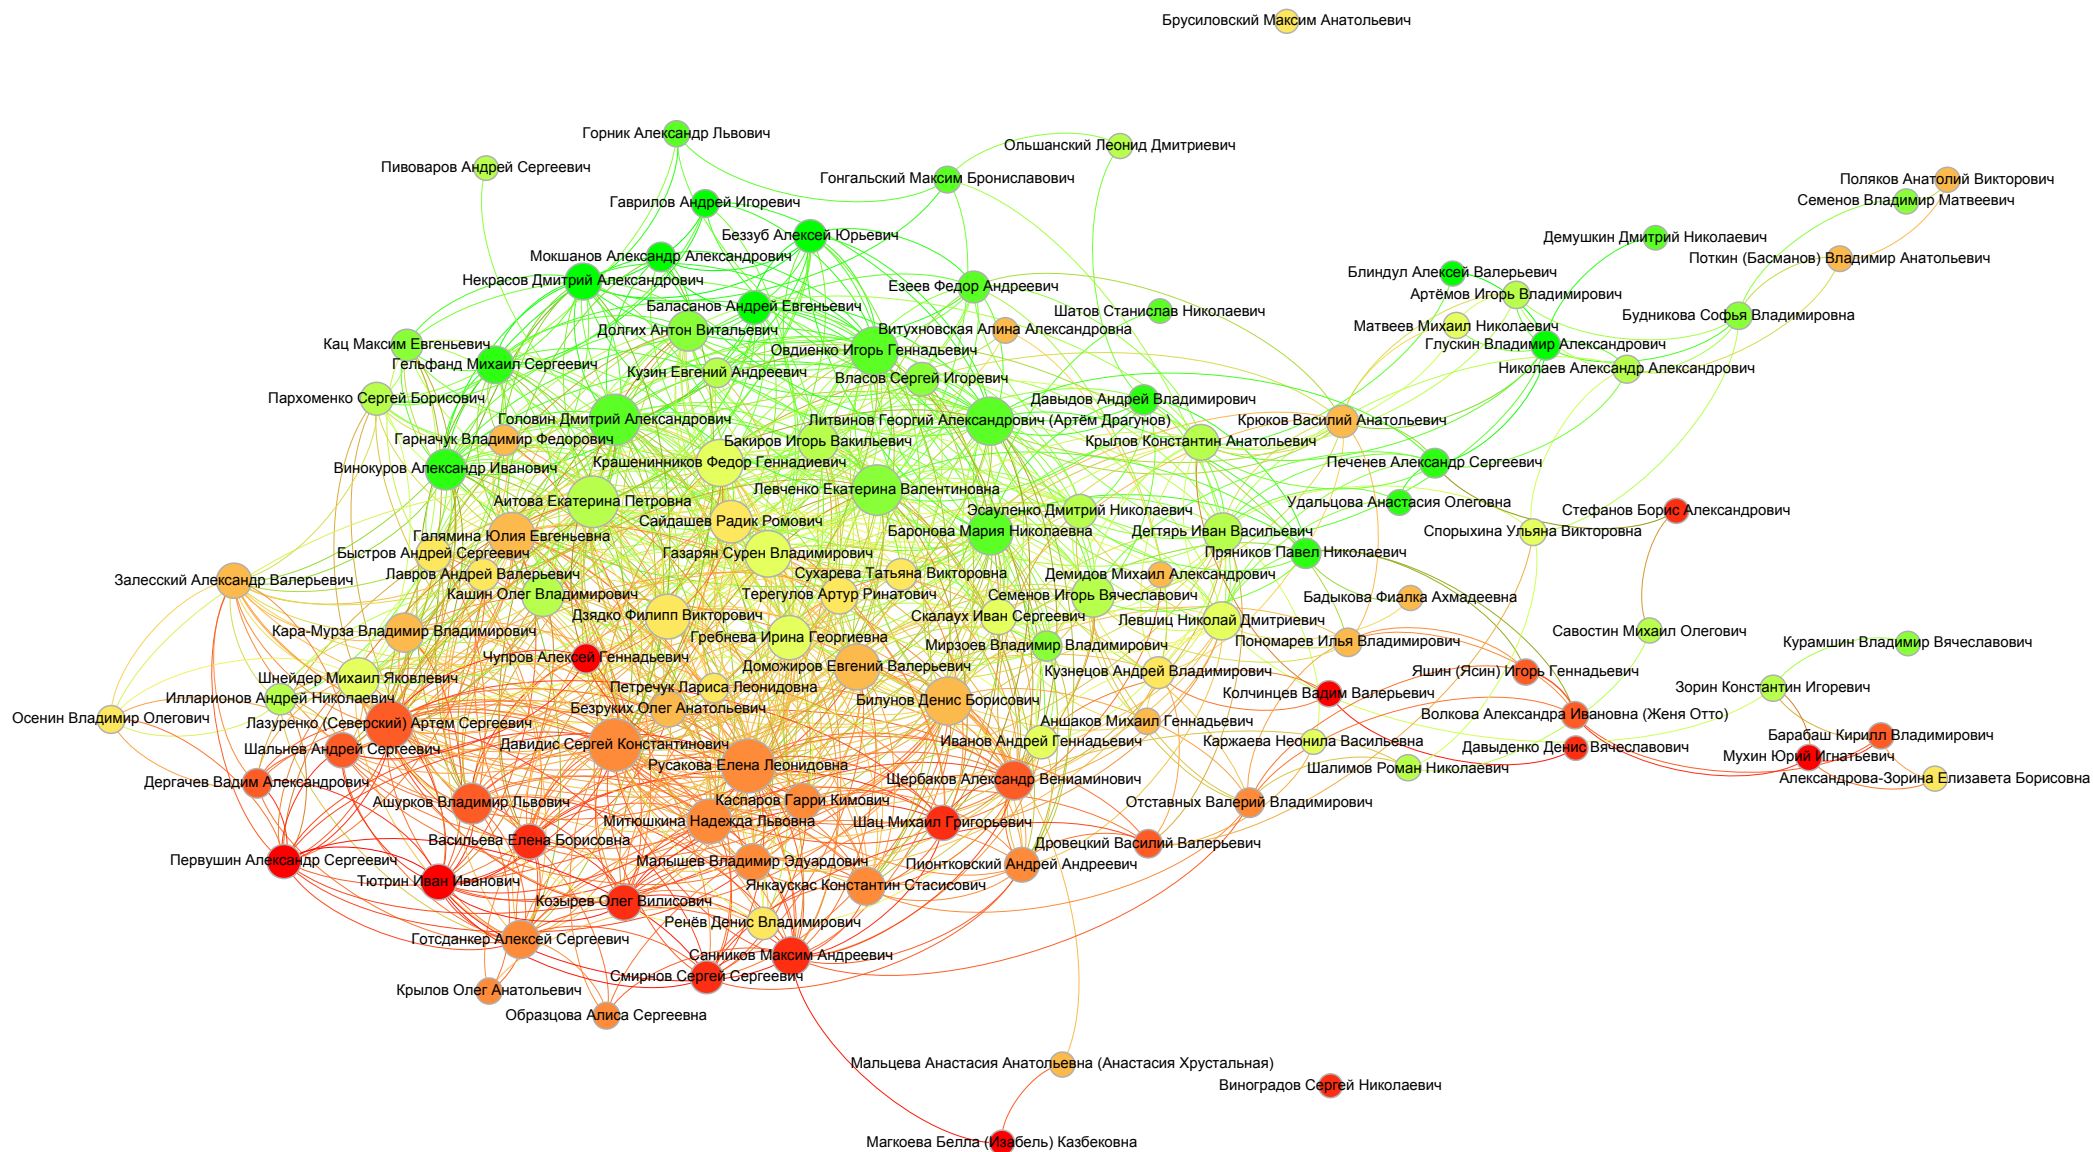 Брусиловский Максим Анатольевич
Горник Александр Львович
Ольшанский Леонид Дмитриевич
Пивоваров Андрей Сергеевич
Гонгальский Максим Брониславович
Поляков Анатолий Викторович
Семенов Владимир Матвеевич
Гаврилов Андрей Игоревич
Беззуб Алексей Юрьевич
Демушкин Дмитрий Николаевич
Мокшанов Александр Александрович
Поткин (Басманов) Владимир Анатольевич
Блиндул Алексей Валерьевич
Некрасов Дмитрий Александрович
Езеев Федор Андреевич
Артёмов Игорь Владимирович
Баласанов Андрей Евгеньевич
Шатов Станислав Николаевич
Будникова Софья Владимировна
Долгих Антон Витальевич
Витухновская Алина Александровна
Матвеев Михаил Николаевич
Кац Максим Евгеньевич
Глускин Владимир Александрович
Овдиенко Игорь Геннадьевич
Гельфанд Михаил Сергеевич
Николаев Александр Александрович
Кузин Евгений Андреевич
Власов Сергей Игоревич
Пархоменко Сергей Борисович
Давыдов Андрей Владимирович
Головин Дмитрий Александрович
Литвинов Георгий Александрович (Артём Драгунов)
Крюков Василий Анатольевич
Гарначук Владимир Федорович
Бакиров Игорь Вакильевич
Крылов Константин Анатольевич
Крашенинников Федор Геннадиевич
Печенев Александр Сергеевич
Винокуров Александр Иванович
Левченко Екатерина Валентиновна
Аитова Екатерина Петровна
Удальцова Анастасия Олеговна
Эсауленко Дмитрий Николаевич
Стефанов Борис Александрович
Сайдашев Радик Ромович
Баронова Мария Николаевна
Дегтярь Иван Васильевич
Спорыхина Ульяна Викторовна
Галямина Юлия Евгеньевна
Быстров Андрей Сергеевич
Газарян Сурен Владимирович
Пряников Павел Николаевич
Лавров Андрей Валерьевич
Сухарева Татьяна Викторовна
Демидов Михаил Александрович
Залесский Александр Валерьевич
Кашин Олег Владимирович
Терегулов Артур Ринатович
Семенов Игорь Вячеславович
Бадыкова Фиалка Ахмадеевна
Дзядко Филипп Викторович
Скалаух Иван Сергеевич
Левшиц Николай Дмитриевич
Кара-Мурза Владимир Владимирович
Гребнева Ирина Георгиевна
Мирзоев Владимир Владимирович
Пономарев Илья Владимирович
Савостин Михаил Олегович
Курамшин Владимир Вячеславович
Чупров Алексей Геннадьевич
Доможиров Евгений Валерьевич
Кузнецов Андрей Владимирович
Яшин (Ясин) Игорь Геннадьевич
Шнейдер Михаил Яковлевич
Петречук Лариса Леонидовна
Колчинцев Вадим Валерьевич
Зорин Константин Игоревич
Илларионов Андрей Николаевич
Безруких Олег Анатольевич
Билунов Денис Борисович
Осенин Владимир Олегович
Лазуренко (Северский) Артем Сергеевич
Аншаков Михаил Геннадьевич
Волкова Александра Ивановна (Женя Отто)
Шальнев Андрей Сергеевич
Давидис Сергей Константинович
Иванов Андрей Геннадьевич
Каржаева Неонила Васильевна
Давыденко Денис Вячеславович
Барабаш Кирилл Владимирович
Мухин Юрий Игнатьевич
Русакова Елена Леонидовна
Шалимов Роман Николаевич
Дергачев Вадим Александрович
Щербаков Александр Вениаминович
Александрова-Зорина Елизавета Борисовна
Ашурков Владимир Львович
Каспаров Гарри Кимович
Отставных Валерий Владимирович
Митюшкина Надежда Львовна
Шац Михаил Григорьевич
Васильева Елена Борисовна
Дровецкий Василий Валерьевич
Первушин Александр Сергеевич
Малышев Владимир Эдуардович
Пионтковский Андрей Андреевич
Тютрин Иван Иванович
Янкаускас Константин Стасисович
Козырев Олег Вилисович
Ренёв Денис Владимирович
Готсданкер Алексей Сергеевич
Санников Максим Андреевич
Смирнов Сергей Сергеевич
Крылов Олег Анатольевич
Образцова Алиса Сергеевна
Мальцева Анастасия Анатольевна (Анастасия Хрустальная)
Виноградов Сергей Николаевич
Магкоева Белла (Изабель) Казбековна